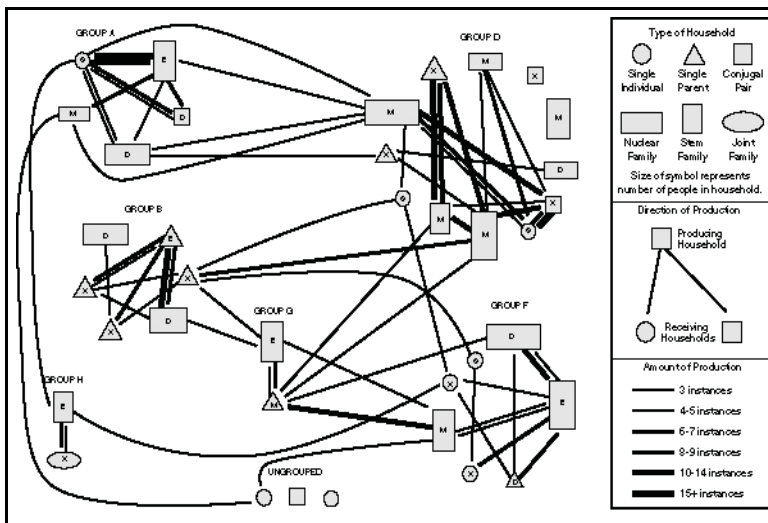 GROUP A
GROUP D
E
M
X
X
M
M
M
D
D
X
D
X
GROUP B
M
M
D
E
X
X
X
D
GROUP G
E
M
GROUP F
D
X
E
M
X
D
GROUP H
E
X
UNGROUPED
Type of Household
Single Individual
Single Parent
Conjugal Pair
Nuclear Family
Stem Family
Joint Family
Size of symbol represents
number of people in household.
Direction of Production
Producing
Household
Receiving
Households
Amount of Production
3 instances
4-5 instances
6-7 instances
8-9 instances
10-14 instances
15+ instances